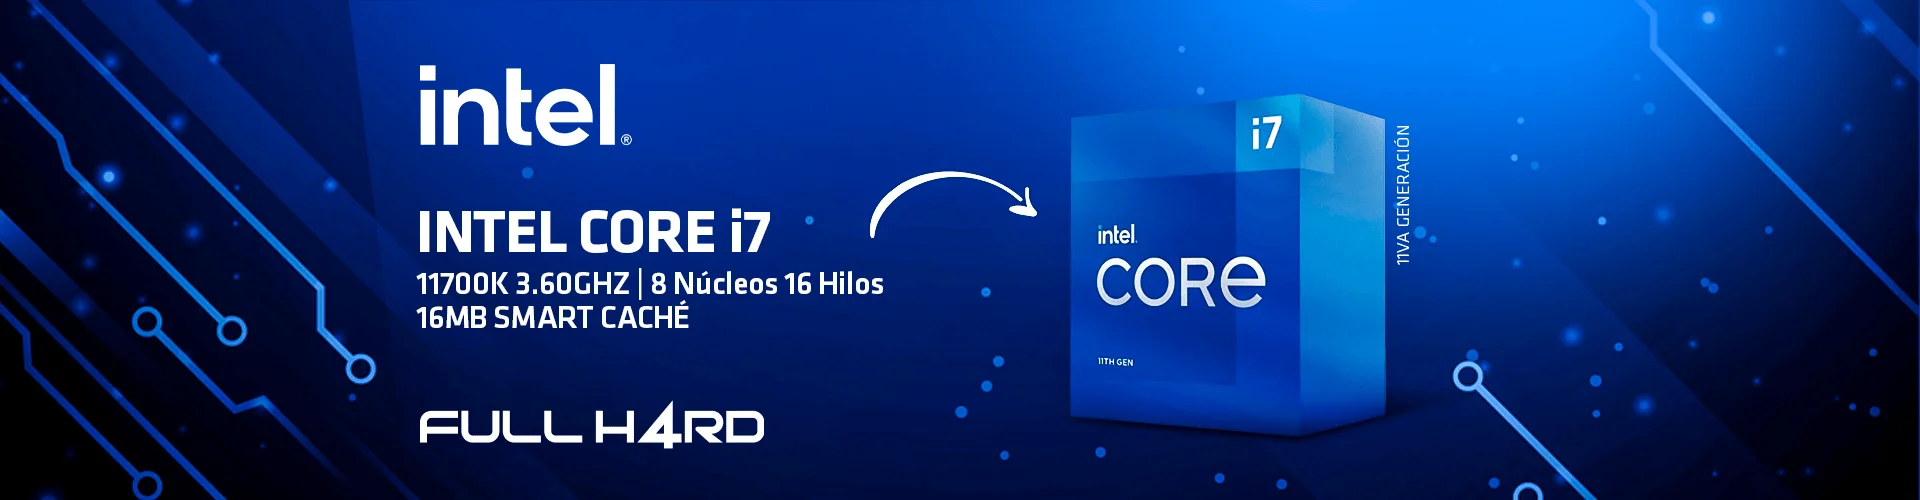 intel®
INTEL CORE i7
11700K 3.60GHZ | 8 Núcleos 16 Hilos
16MB SMART CACHÉ
FULL H4RD
i7
intel.
CORe
11TH GEN
11VA GENERACIÓN